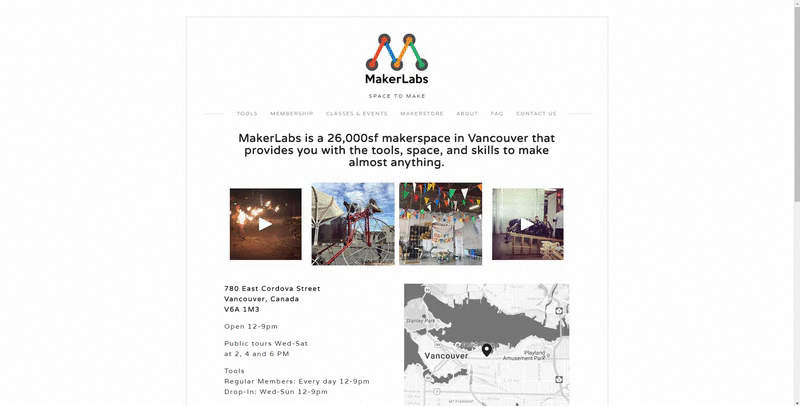 MakerLabs
SPACE TO MAKE
TOOLS MEMBERSHIP CLASSES & EVENTS MAKERSTORE ABOUT FAQ CONTACT US
MakerLabs is a 26,000sf makerspace in Vancouver that
provides you with the tools, space, and skills to make
almost anything.
780 East Cordova Street
Vancouver, Canada
V6A 1M3
Open 12-9pm
Public tours Wed-Sat
at 2, 4 and 6 PM
Tools
Regular Members: Every day 12-9pm
Drop-In: Wed-Sun 12-9pm
Stanley Park
Vancouver
Playland
Amusement Park
MT PLEASANT